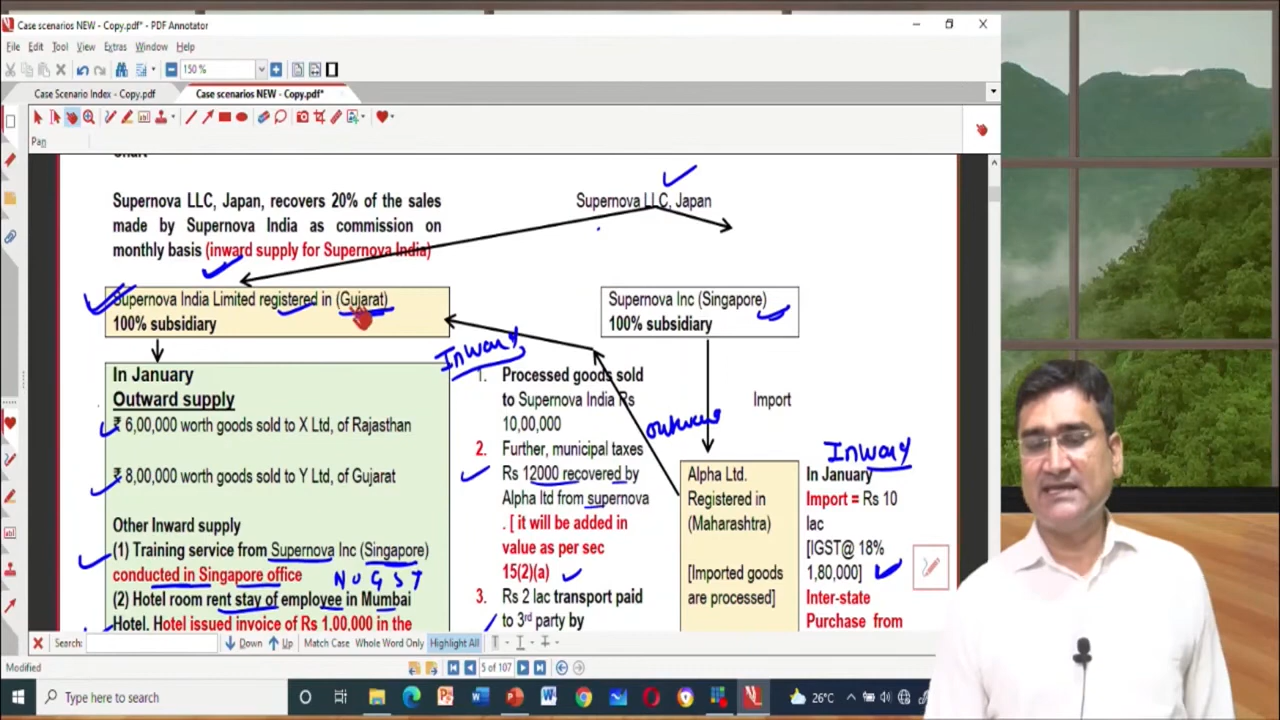 Case scenarios NEW - Copy.pdf* - PDF Annotator
File Edit Tool View Extras Window Help
150 %
Case Scenario Index - Copy.pdf Case scenarios NEW - Copy.pdf*
Pan
Supernova LLC, Japan, recovers 20% of the sales
made by Supernova India as commission on
monthly basis (inward supply for Supernova India)
Supernova LLC, Japan
Supernova India Limited registered in (Gujarat)
100% subsidiary
Supernova Inc (Singapore)
100% subsidiary
In January
Outward supply
₹ 6,00,000 worth goods sold to X Ltd, of Rajasthan
₹ 8,00,000 worth goods sold to Y Ltd, of Gujarat
Other Inward supply
(1) Training service from Supernova Inc (Singapore)
conducted in Singapore office
NO GST
(2) Hotel room rent stay of employee in Mumbai
Hotel. Hotel issued invoice of Rs 1,00,000 in the
Inward
1. Processed goods sold
to Supernova India Rs
10,00,000
2. Further, municipal taxes
Rs 12000 recovered by
Alpha ltd from supernova
. [ it will be added in
value as per sec
15(2)(a)
3. Rs 2 lac transport paid
to 3rd party by
outward
Import
Alpha Ltd.
Registered in
(Maharashtra)
[Imported goods
are processed]
Inward
In January
Import = Rs 10
lac
[IGST@ 18%
1,80,000]
Inter-state
Purchase from
Search: Down Up Match Case Whole Word Only Highlight All
Modified
5 of 107
Type here to search
26°C